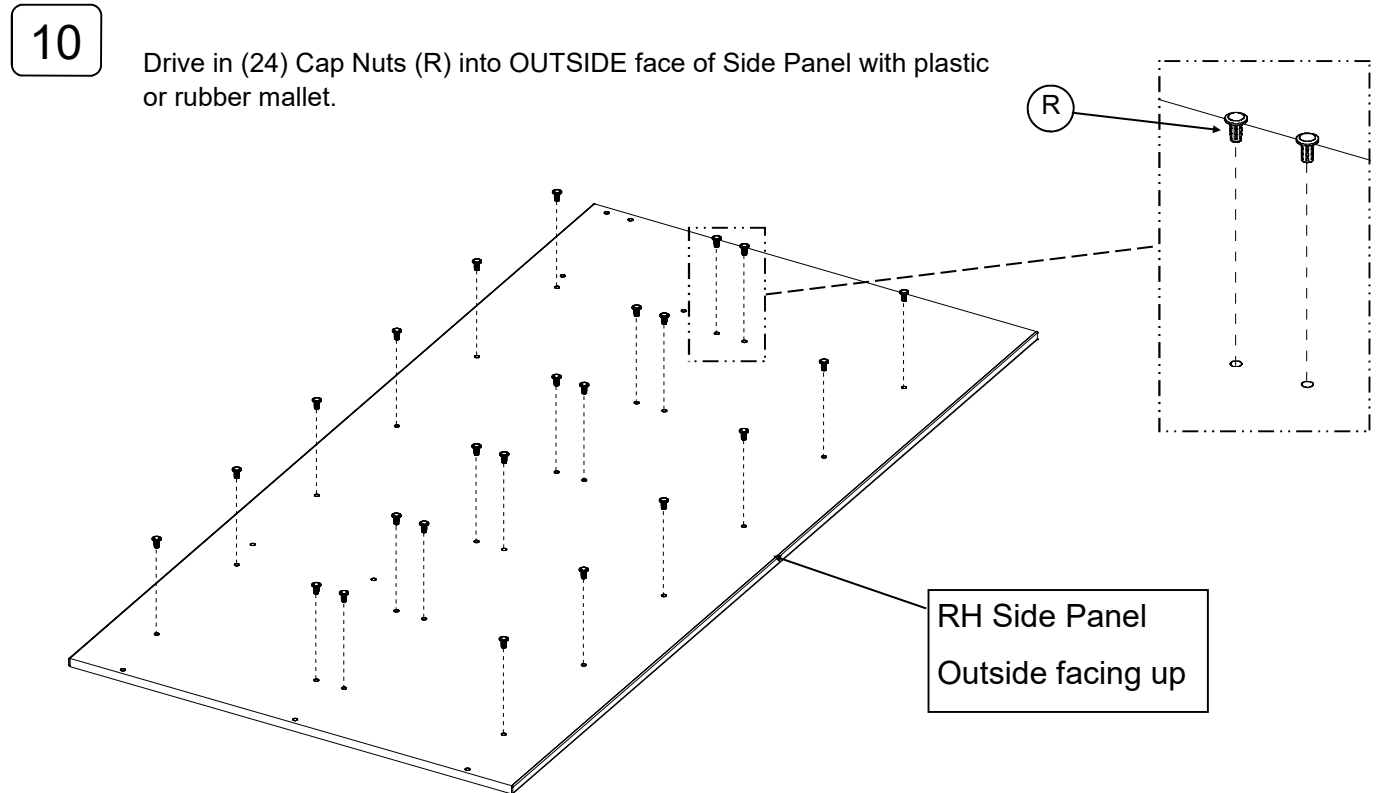 10
Drive in (24) Cap Nuts (R) into OUTSIDE face of Side Panel with plastic
or rubber mallet.
R
RH Side Panel
Outside facing up